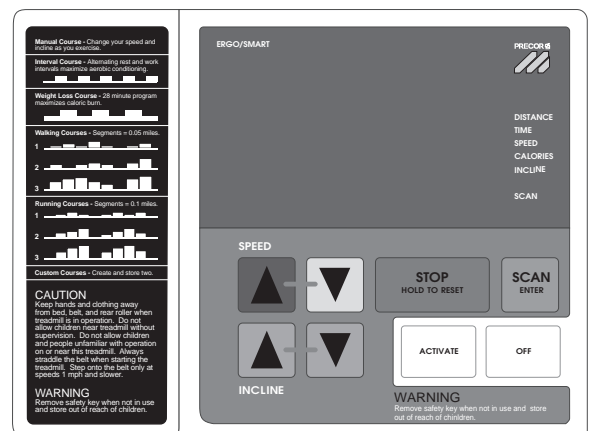 Manual Course - Change your speed and
incline as you exercise.
Interval Course - Alternating rest and work
intervals maximize aerobic conditioning.
Weight Loss Course - 28 minute program
maximizes caloric burn.
Walking Courses - Segments = 0.05 miles.
1
2
3
Running Courses - Segments = 0.1 miles.
1
2
3
Custom Courses - Create and store two.
CAUTION
Keep hands and clothing away
from bed, belt, and rear roller when
treadmill is in operation. Do not
allow children near treadmill without
supervision. Do not allow children
and people unfamiliar with operation
on or near this treadmill. Always
straddle the belt when starting the
treadmill. Step onto the belt only at
speeds 1 mph and slower.
WARNING
Remove safety key when not in use
and store out of reach of children.
ERGO/SMART
PRECOR
DISTANCE
TIME
SPEED
CALORIES
INCLINE
SCAN
SPEED
STOP
HOLD TO RESET
SCAN
ENTER
ACTIVATE
OFF
INCLINE
WARNING
Remove safety key when not in use and store
out of reach of chinldren.